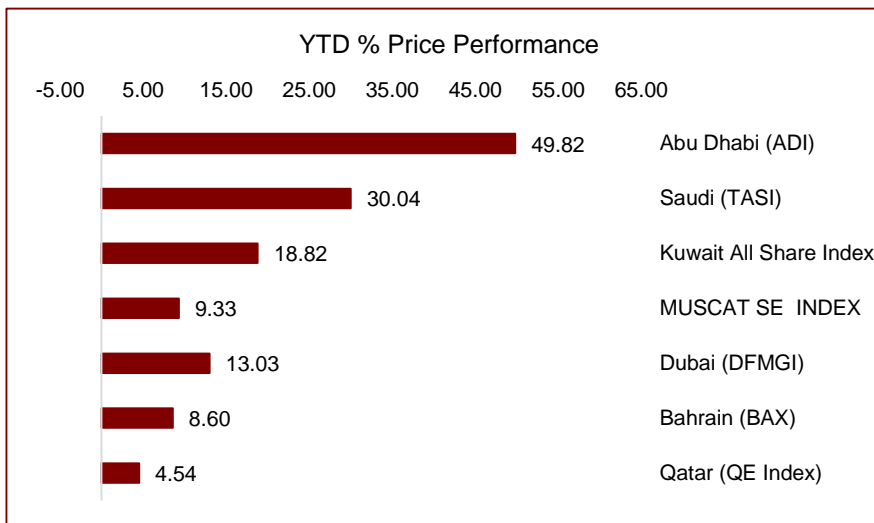 YTD % Price Performance
-5.00 5.00 15.00 25.00 35.00 45.00 55.00 65.00
49.82 Abu Dhabi (ADI)
30.04 Saudi (TASI)
18.82 Kuwait All Share Index
9.33 MUSCAT SE  INDEX
13.03 Dubai (DFMGI)
8.60 Bahrain (BAX)
4.54 Qatar (QE Index)